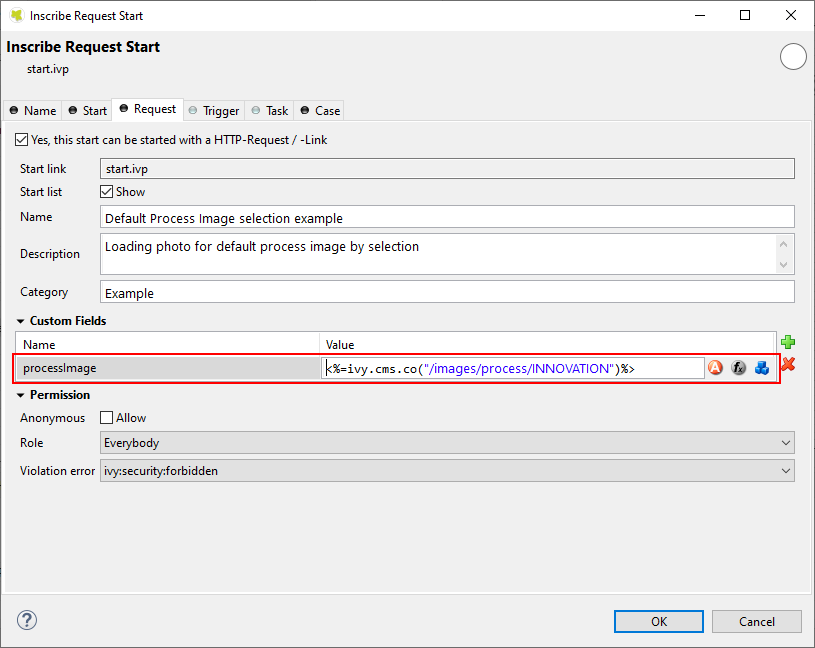 Inscribe Request Start
Inscribe Request Start
start.ivp
Name Start Request Trigger Task Case
Yes, this start can be started with a HTTP-Request / -Link
Start link start.ivp
Start list Show
Name Default Process Image selection example
Description Loading photo for default process image by selection
Category Example
Custom Fields
Name Value
processImage <%=ivy.cms.co("/images/process/INNOVATION")%>
Permission
Anonymous Allow
Role Everybody
Violation error ivy:security:forbidden
OK Cancel